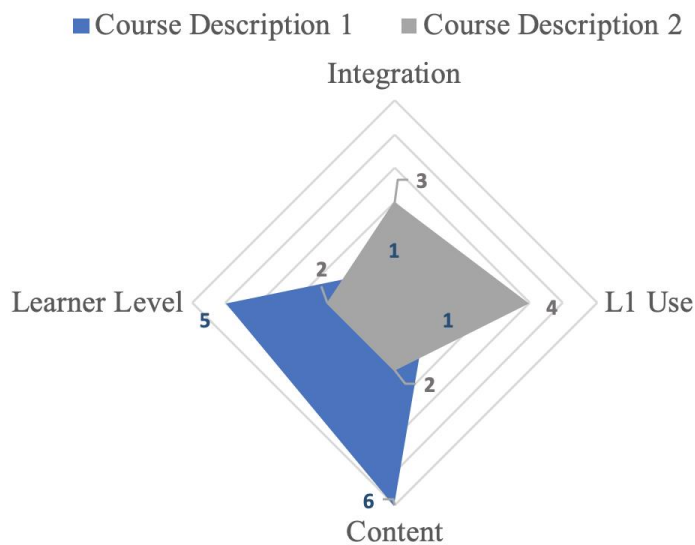 Course Description 1 Course Description 2
Integration
3
1
2
Learner Level
L1 Use
5
1
4
2
6
Content